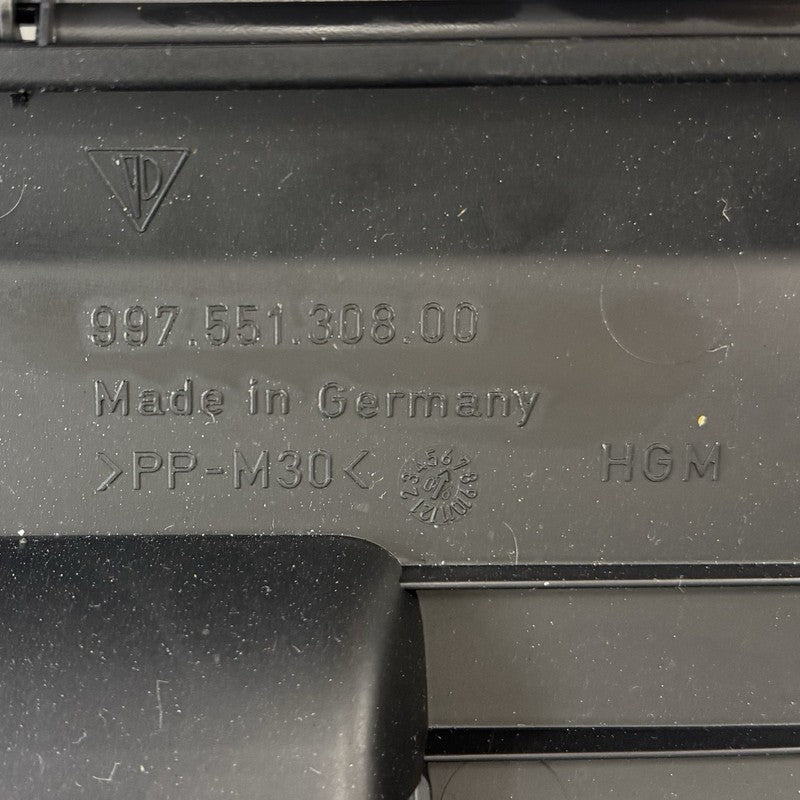 997.551.308.00
Made in Germany
>PP-M30<
HGM